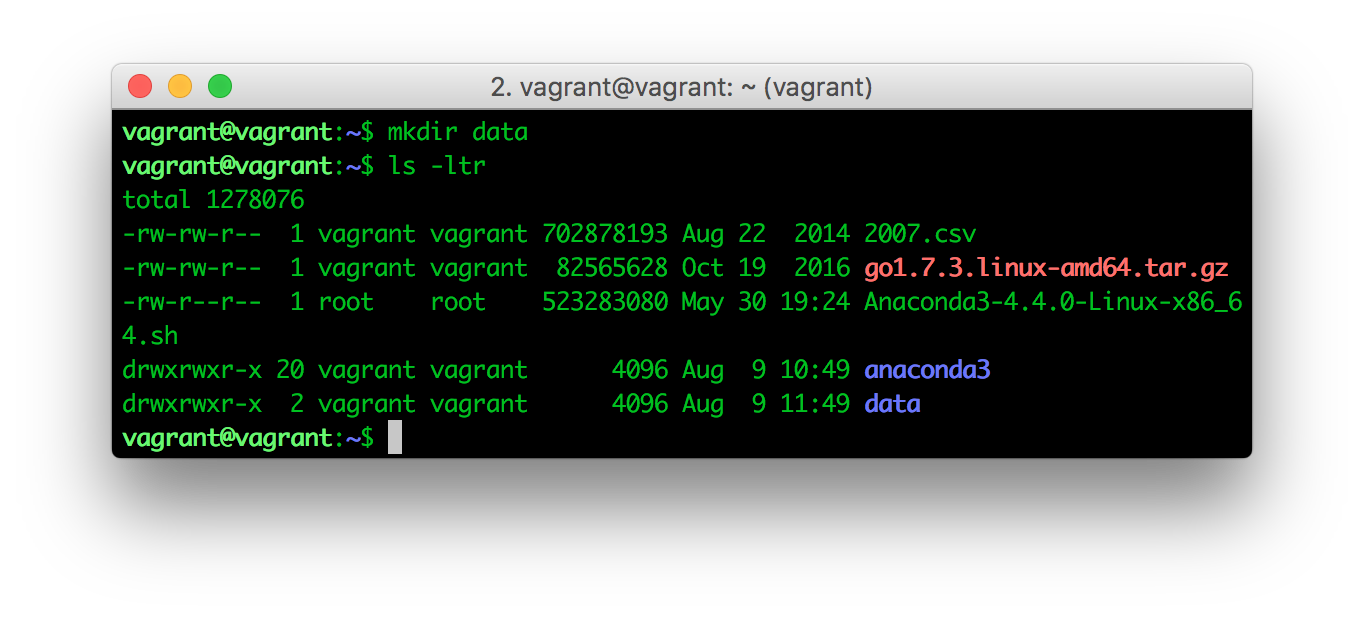 2. vagrant@vagrant: ~ (vagrant)
vagrant@vagrant:~$ mkdir data
vagrant@vagrant:~$ ls -ltr
total 1278076
-rw-rw-r--  1 vagrant vagrant 702878193 Aug 22  2014 2007.csv
-rw-rw-r--  1 vagrant vagrant  82565628 Oct 19  2016 go1.7.3.linux-amd64.tar.gz
-rw-r--r--  1 root    root    523283080 May 30 19:24 Anaconda3-4.4.0-Linux-x86_6
4.sh
drwxrwxr-x 20 vagrant vagrant      4096 Aug  9 10:49 anaconda3
drwxrwxr-x  2 vagrant vagrant      4096 Aug  9 11:49 data
vagrant@vagrant:~$